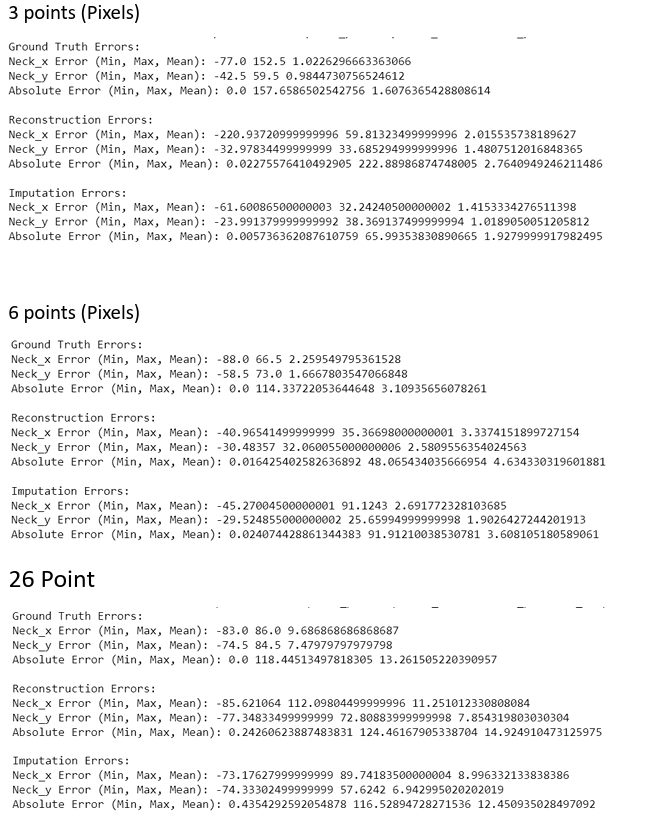 3 points (Pixels)
Ground Truth Errors:
Neck_x Error (Min, Max, Mean): -77.0 152.5 1.0229296663363066
Neck_y Error (Min, Max, Mean): -42.5 59.5 0.9844730756524612
Absolute Error (Min, Max, Mean): 0.0 157.6586502542756 1.6076365428808614
Reconstruction Errors:
Neck_x Error (Min, Max, Mean): -220.93720999999996 59.81323499999996 2.015535738189627
Neck_y Error (Min, Max, Mean): -32.97834499999996 33.685294999999996 1.4807512016848365
Absolute Error (Min, Max, Mean): 0.02275576410492905 222.88986874748005 2.7640949246211486
Imputation Errors:
Neck_x Error (Min, Max, Mean): -61.60086500000003 32.24240500000002 1.4153334276511398
Neck_y Error (Min, Max, Mean): -23.991379999999992 38.369137499999994 1.0189050051205812
Absolute Error (Min, Max, Mean): 0.005736362087610759 65.99353830890665 1.9279999917982495
6 points (Pixels)
Ground Truth Errors:
Neck_x Error (Min, Max, Mean): -88.0 66.5 2.259549795361528
Neck_y Error (Min, Max, Mean): -58.5 73.0 1.6667803547066848
Absolute Error (Min, Max, Mean): 0.0 114.33722053644648 3.10935656078261
Reconstruction Errors:
Neck_x Error (Min, Max, Mean): -40.96541499999999 35.36698000000001 3.3374151899727154
Neck_y Error (Min, Max, Mean): -30.48357 32.060055000000006 2.5809556354024563
Absolute Error (Min, Max, Mean): 0.016425402582636892 48.065434035666954 4.634330319601881
Imputation Errors:
Neck_x Error (Min, Max, Mean): -45.27004500000001 91.1243 2.691772328103685
Neck_y Error (Min, Max, Mean): -29.524855000000002 25.65994999999998 1.9026427244201913
Absolute Error (Min, Max, Mean): 0.024074428861344383 91.91210038530781 3.608105180589061
26 Point
Ground Truth Errors:
Neck_x Error (Min, Max, Mean): -83.0 86.0 9.686868686868687
Neck_y Error (Min, Max, Mean): -74.5 84.5 7.47979797979798
Absolute Error (Min, Max, Mean): 0.0 118.44513497818305 13.261505220390957
Reconstruction Errors:
Neck_x Error (Min, Max, Mean): -85.621064 112.09804499999996 11.251012330808084
Neck_y Error (Min, Max, Mean): -77.34833499999999 72.80883999999998 7.854319803030304
Absolute Error (Min, Max, Mean): 0.24260623887483831 124.46167905338704 14.924910473125975
Imputation Errors:
Neck_x Error (Min, Max, Mean): -73.17627999999999 89.74183500000004 8.996332133838386
Neck_y Error (Min, Max, Mean): -74.33302499999999 57.6242 6.942995020202019
Absolute Error (Min, Max, Mean): 0.4354292592054878 116.52894728271536 12.450935028497092